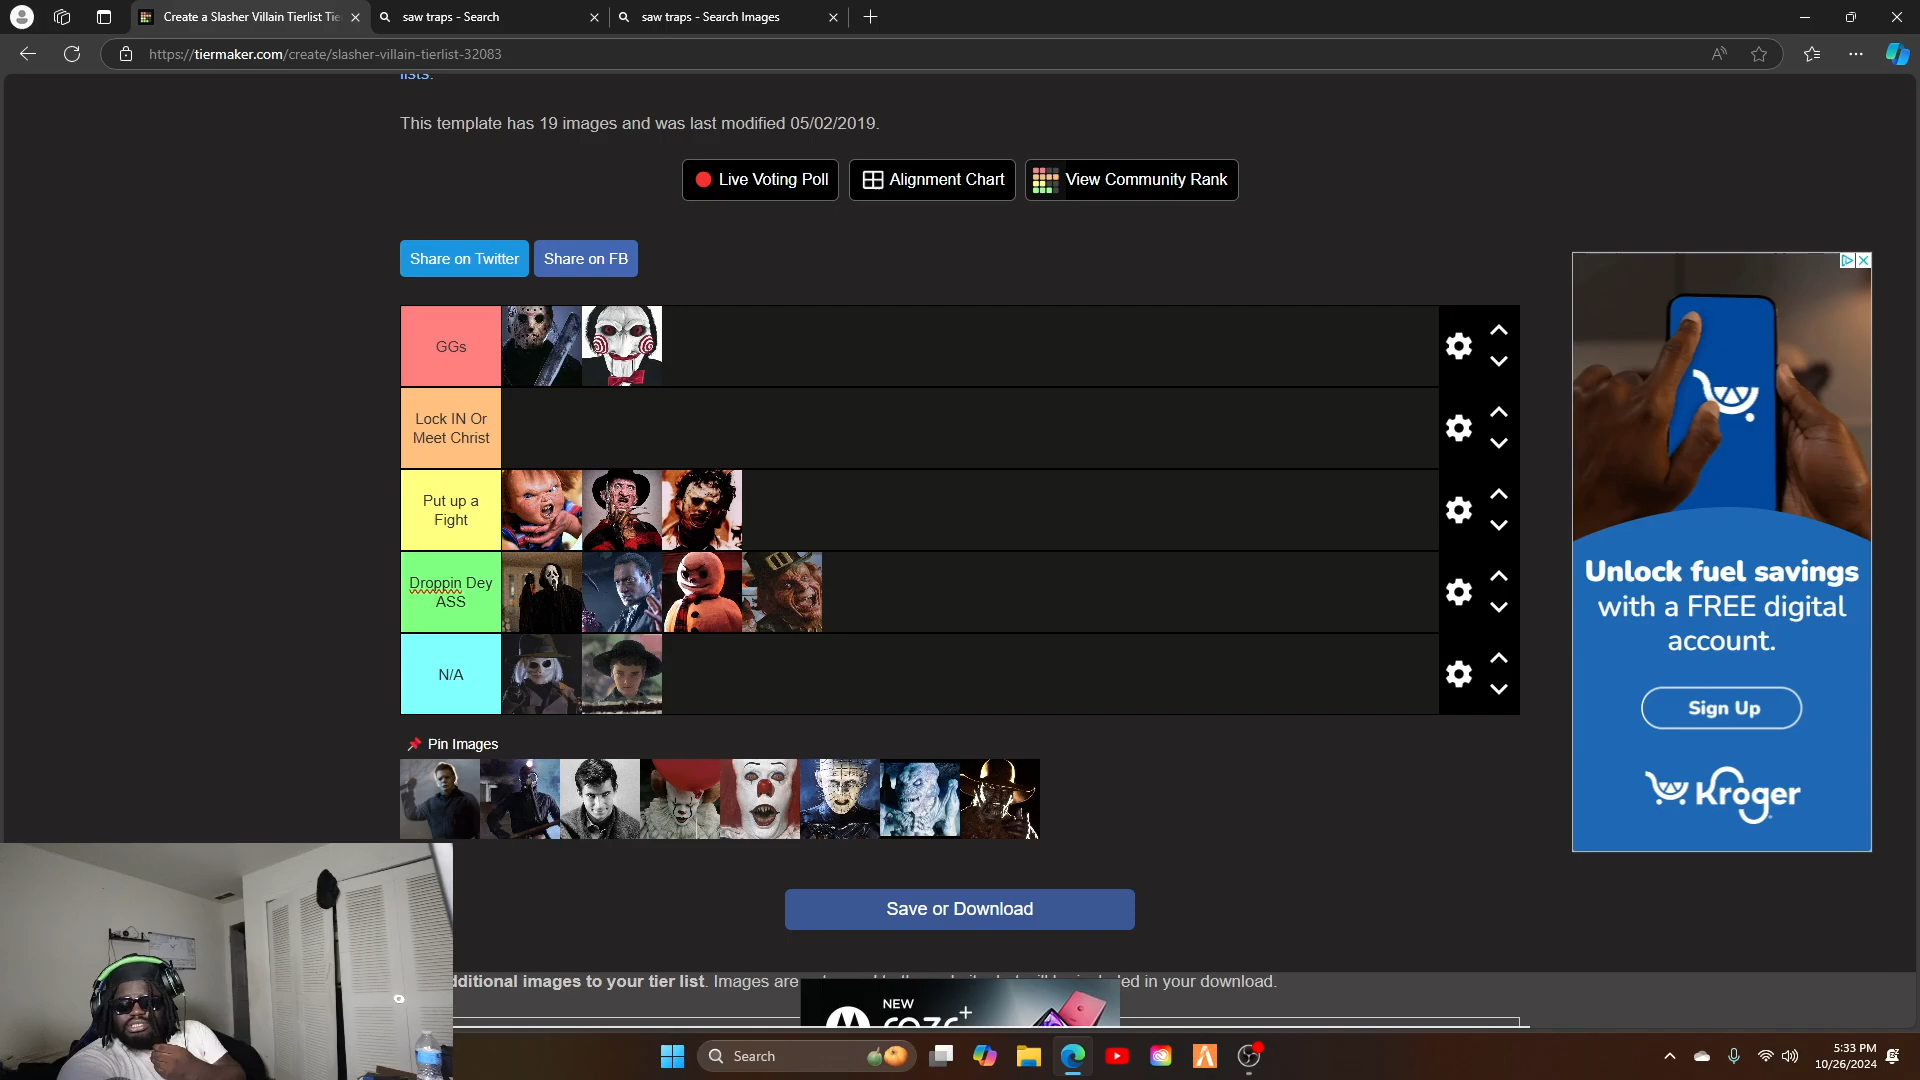 Create a Slasher Villain Tierlist Tie
saw traps - Search
saw traps - Search Images
https://tiermaker.com/create/slasher-villain-tierlist-32083
lists.
This template has 19 images and was last modified 05/02/2019.
Live Voting Poll
Alignment Chart
View Community Rank
Share on Twitter
Share on FB
GGs
Lock IN Or
Meet Christ
Put up a
Fight
Droppin Dey
ASS
N/A
Pin Images
Unlock fuel savings
with a FREE digital
account.
Sign Up
Kroger
Save or Download
dditional images to your tier list. Images are
ed in your download.
NEW
Search
5:33 PM
10/26/2024